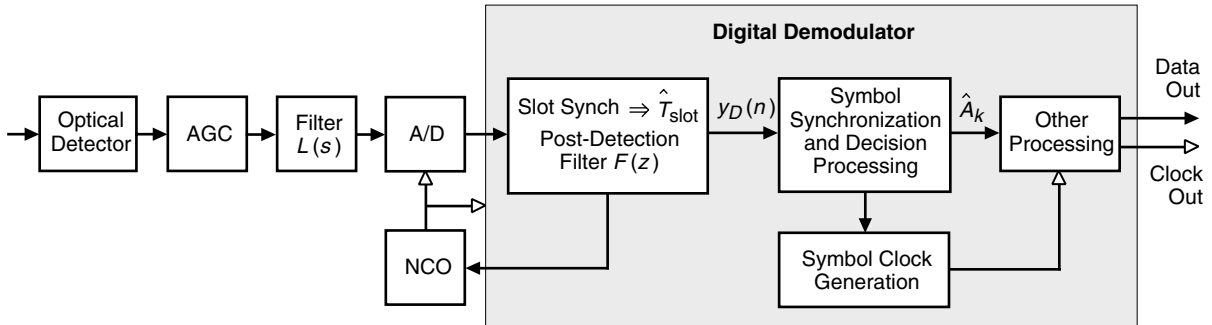 Digital Demodulator
Optical
Detector
AGC
Filter
L(s)
A/D
NCO
Slot Synch ⇒ T̂slot
Post-Detection
Filter F(z)
yD(n)
Symbol
Synchronization
and Decision
Processing
Âk
Symbol Clock
Generation
Other
Processing
Data
Out
Clock
Out